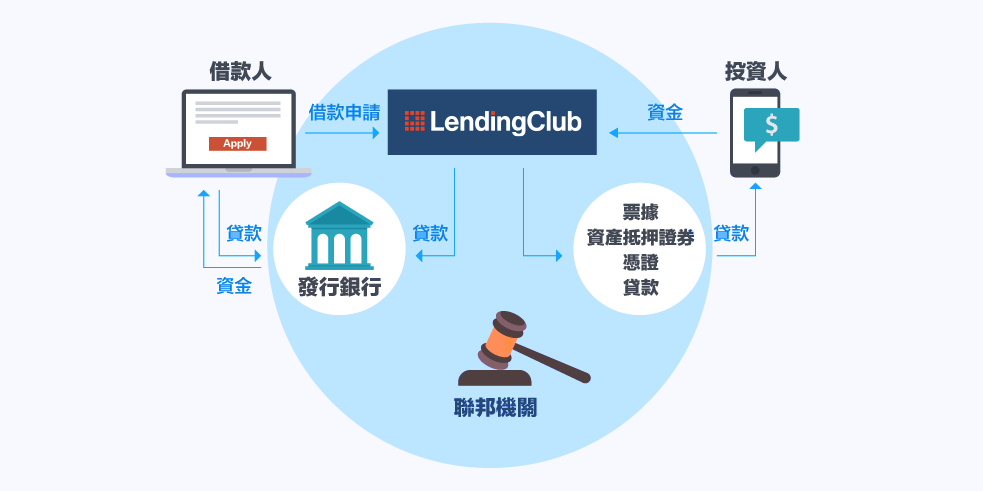 借款人
投資人
Apply
借款申請
LendingClub
資金
$
貸款
資金
發行銀行
貸款
票據
資產抵押證券
憑證
貸款
貸款
聯邦機關